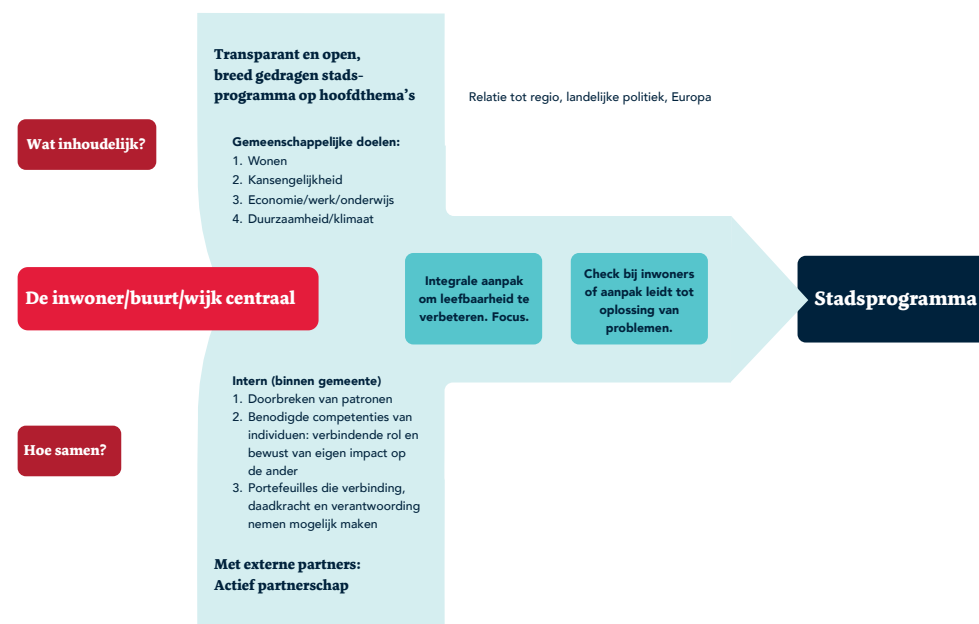 Transparant en open,
breed gedragen stads-
programma op hoofdthema's
Relatie tot regio, landelijke politiek, Europa
Wat inhoudelijk?
Gemeenschappelijke doelen:
1. Wonen
2. Kansengelijkheid
3. Economie/werk/onderwijs
4. Duurzaamheid/klimaat
De inwoner/buurt/wijk centraal
Integrale aanpak
om leefbaarheid te
verbeteren. Focus.
Check bij inwoners
of aanpak leidt tot
oplossing van
problemen.
Stadsprogramma
Intern (binnen gemeente)
1. Doorbreken van patronen
2. Benodigde competenties van
individuen: verbindende rol en
bewust van eigen impact op
de ander
3. Portefeuilles die verbinding,
daadkracht en verantwoording
nemen mogelijk maken
Hoe samen?
Met externe partners:
Actief partnerschap